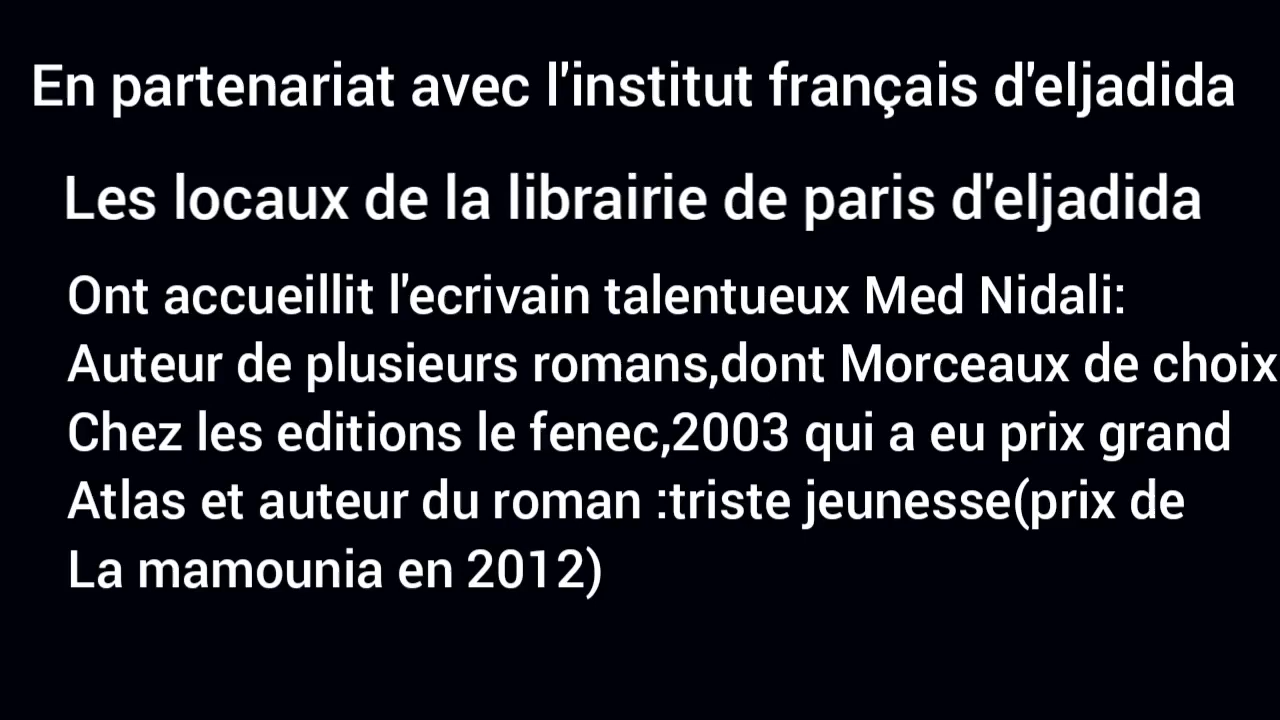 En partenariat avec l'institut français d'eljadida
Les locaux de la librairie de paris d'eljadida
Ont accueillit l'ecrivain talentueux Med Nidali:
Auteur de plusieurs romans,dont Morceaux de choix
Chez les editions le fenec,2003 qui a eu prix grand
Atlas et auteur du roman :triste jeunesse(prix de
La mamounia en 2012)